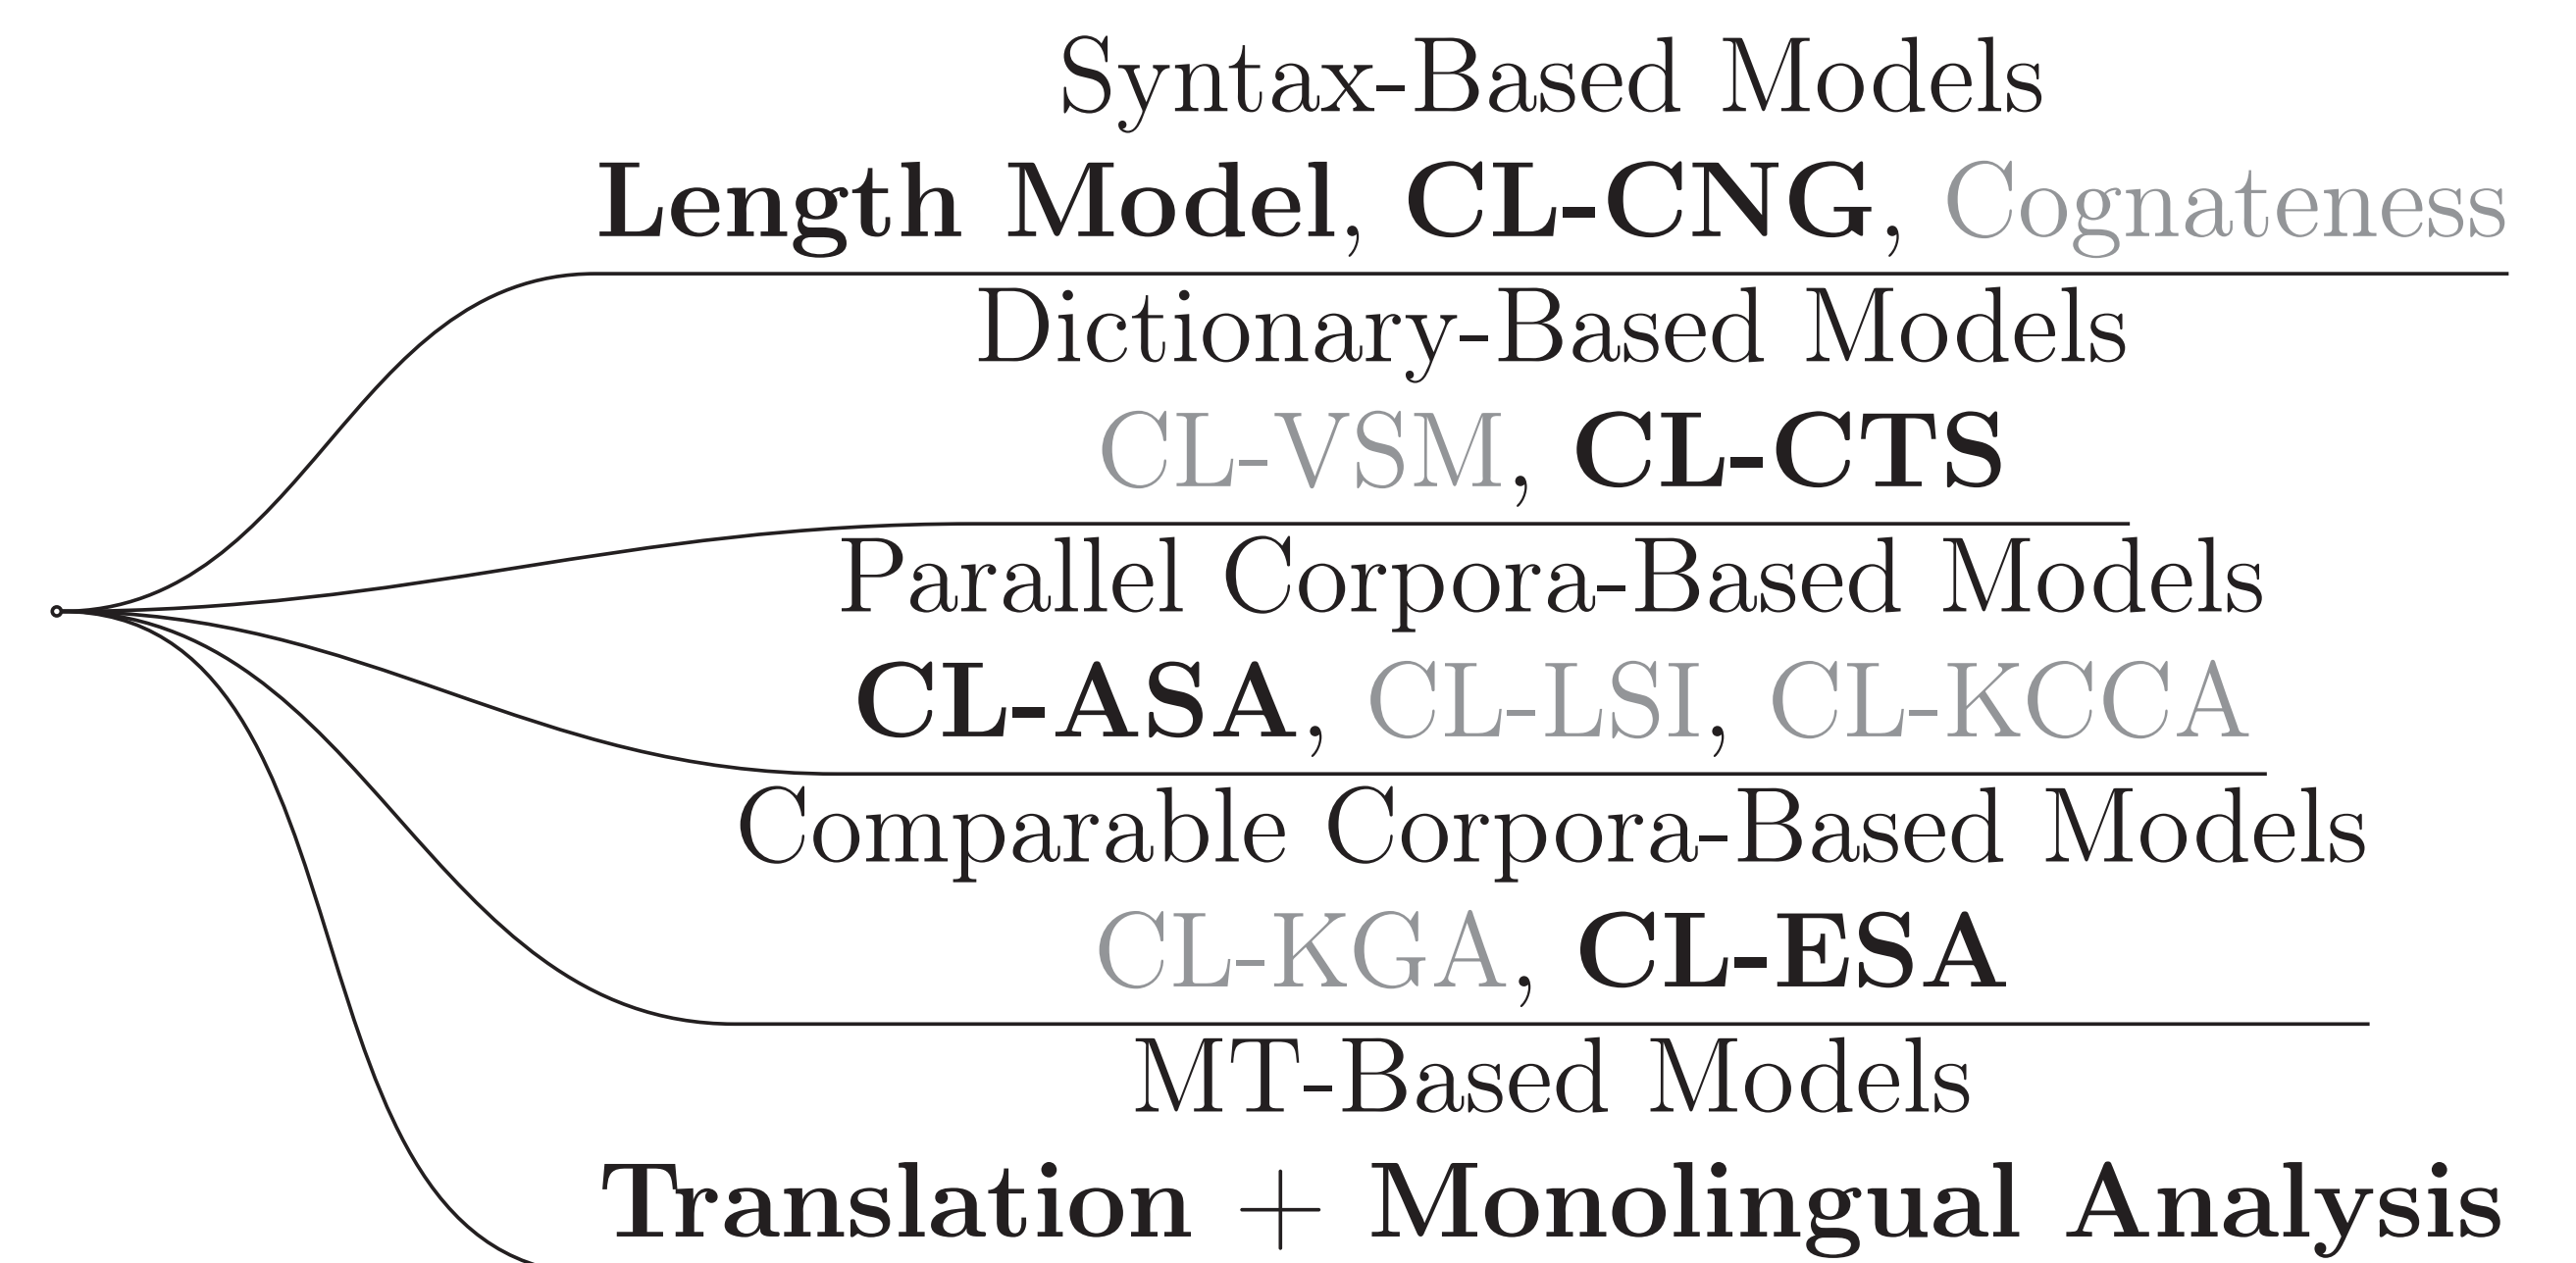 Syntax-Based Models
Length Model, CL-CNG, Cognateness
Dictionary-Based Models
CL-VSM, CL-CTS
Parallel Corpora-Based Models
CL-ASA, CL-LSI, CL-KCCA
Comparable Corpora-Based Models
CL-KGA, CL-ESA
MT-Based Models
Translation + Monolingual Analysis